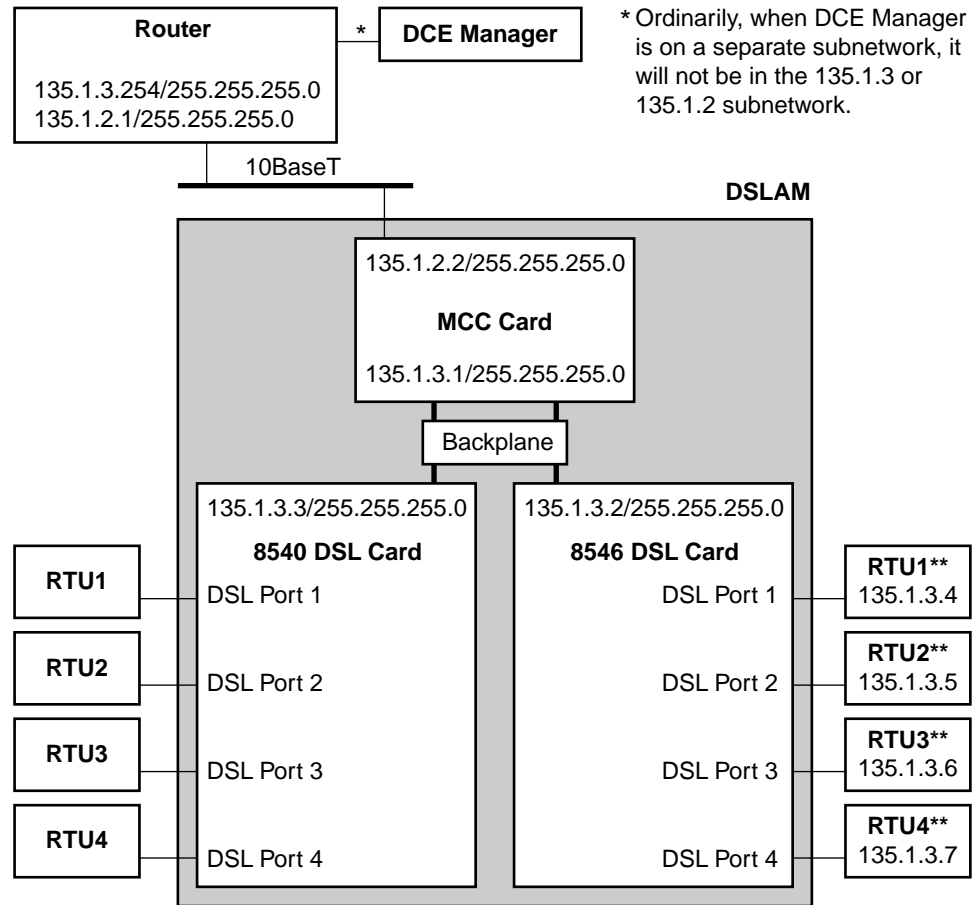 Router
135.1.3.254/255.255.255.0
135.1.2.1/255.255.255.0
*
DCE Manager
* Ordinarily, when DCE Manager
is on a separate subnetwork, it
will not be in the 135.1.3 or
135.1.2 subnetwork.
10BaseT
DSLAM
135.1.2.2/255.255.255.0
MCC Card
135.1.3.1/255.255.255.0
Backplane
135.1.3.3/255.255.255.0
8540 DSL Card
DSL Port 1
DSL Port 2
DSL Port 3
DSL Port 4
135.1.3.2/255.255.255.0
8546 DSL Card
DSL Port 1
DSL Port 2
DSL Port 3
DSL Port 4
RTU1
RTU2
RTU3
RTU4
RTU1**
135.1.3.4
RTU2**
135.1.3.5
RTU3**
135.1.3.6
RTU4**
135.1.3.7